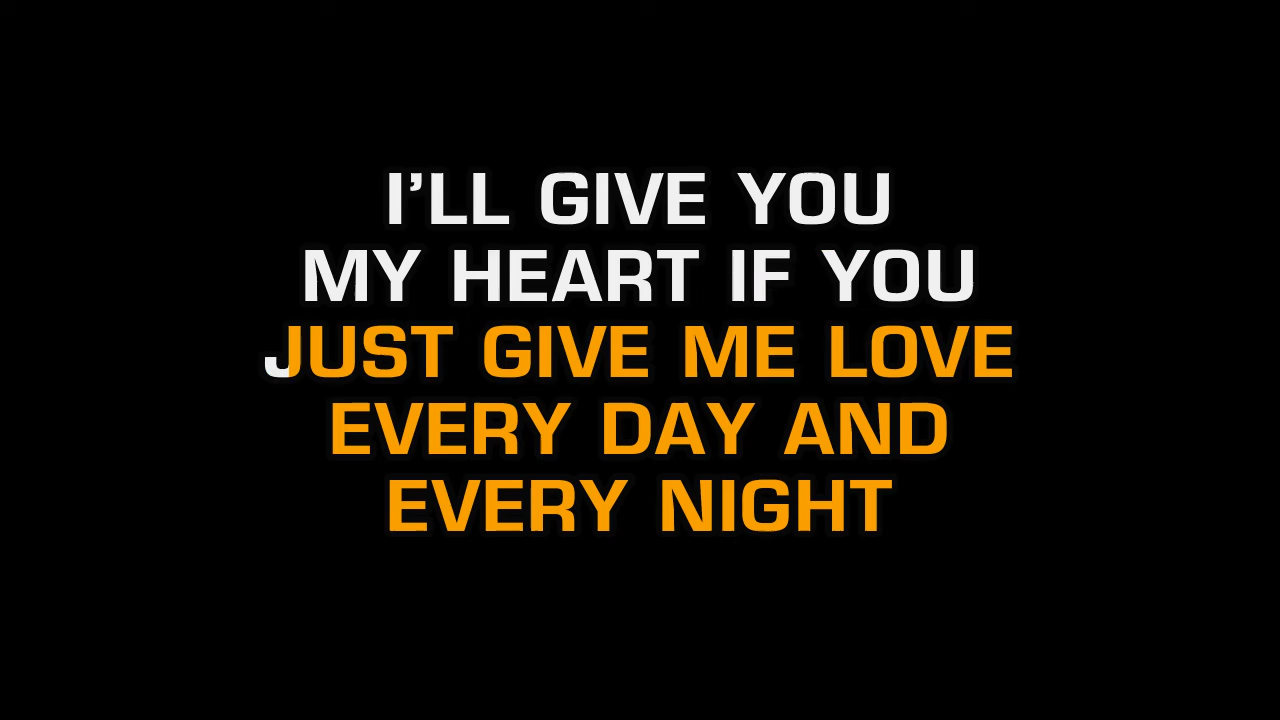 I’LL GIVE YOU
MY HEART IF YOU
JUST GIVE ME LOVE
EVERY DAY AND
EVERY NIGHT